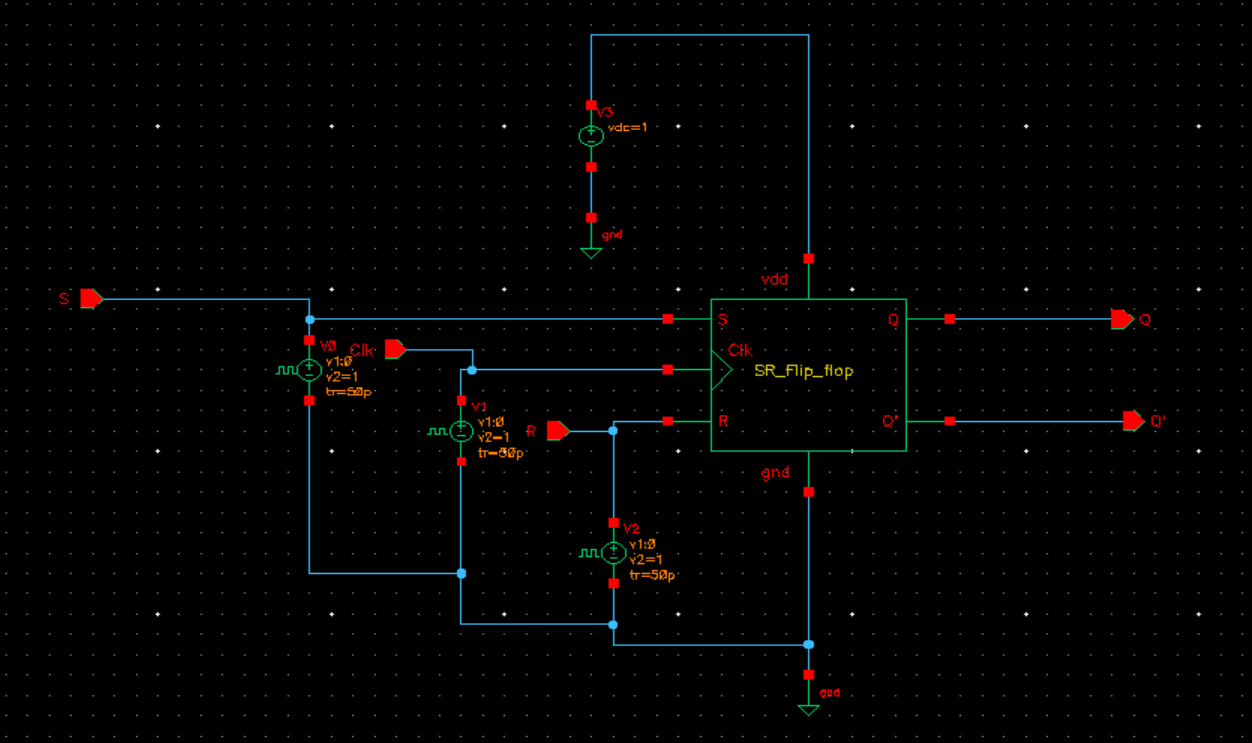 V3
vdc=1
gnd
vdd
S
S
Q
Q
V0
Clk
Clk
v1:0
v2=1
tr=50p
SR_Flip_flop
V1
v1:0
v2=1
tr=50p
R
R
Q'
Q'
gnd
V2
v1:0
v2=1
tr=50p
gnd